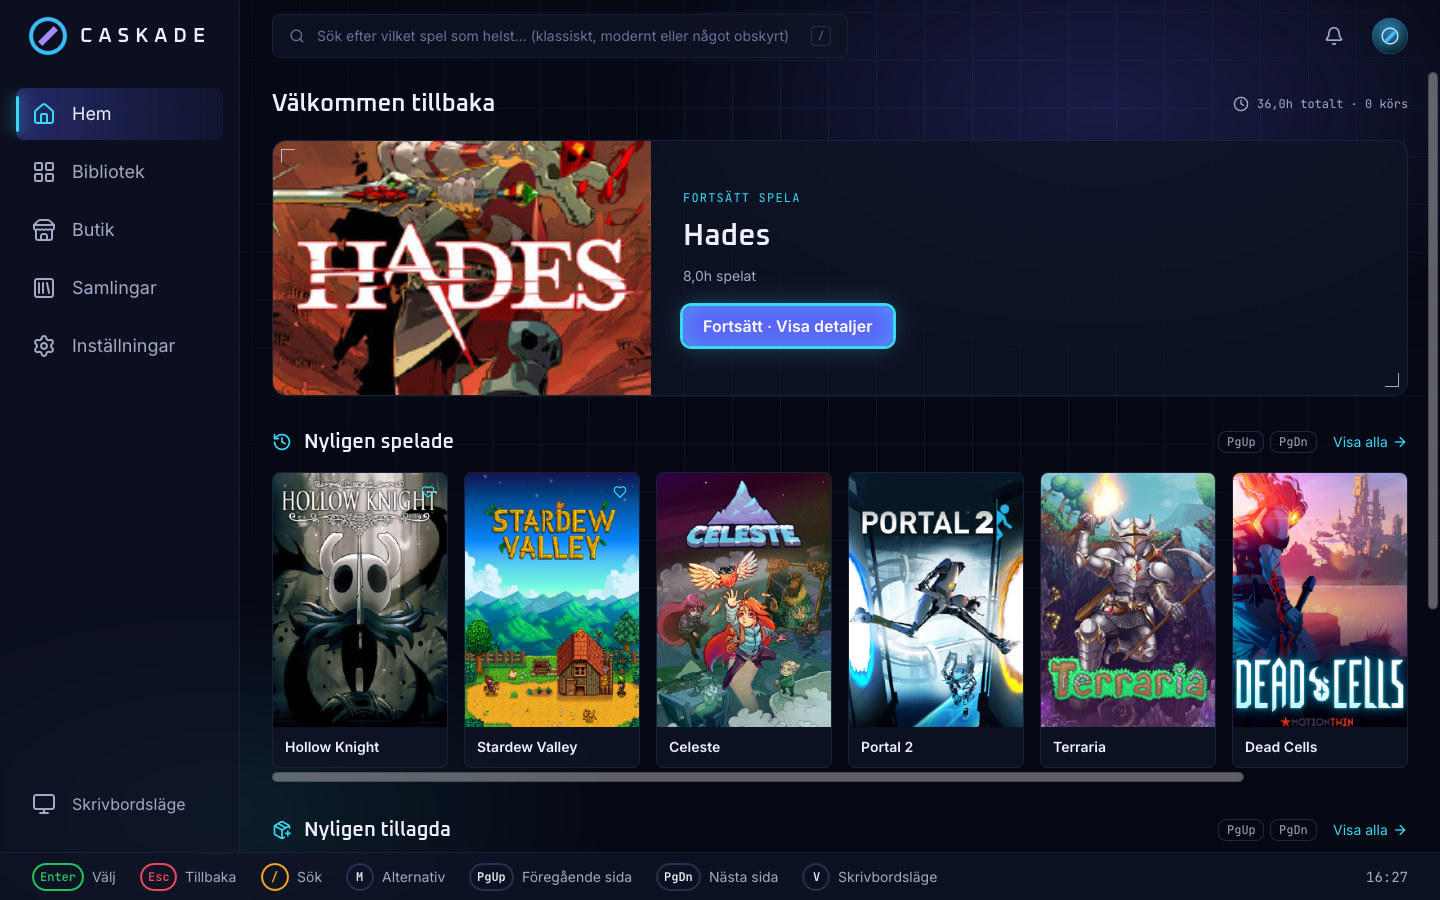 CASKADE
Sök efter vilket spel som helst... (klassiskt, modernt eller något obskyrt) /
Hem
Bibliotek
Butik
Samlingar
Inställningar
Skrivbordsläge
Välkommen tillbaka
36,0h totalt · 0 körs
HADES
FORTSÄTT SPELA
Hades
8,0h spelat
Fortsätt · Visa detaljer
Nyligen spelade
PgUp PgDn Visa alla →
HOLLOW KNIGHT
STARDEW VALLEY
CELESTE
PORTAL 2
Terraria
DEAD CELLS
MOTIONTWIN
Hollow Knight
Stardew Valley
Celeste
Portal 2
Terraria
Dead Cells
Nyligen tillagda
PgUp PgDn Visa alla →
Enter Välj Esc Tillbaka / Sök M Alternativ PgUp Föregående sida PgDn Nästa sida V Skrivbordsläge 16:27